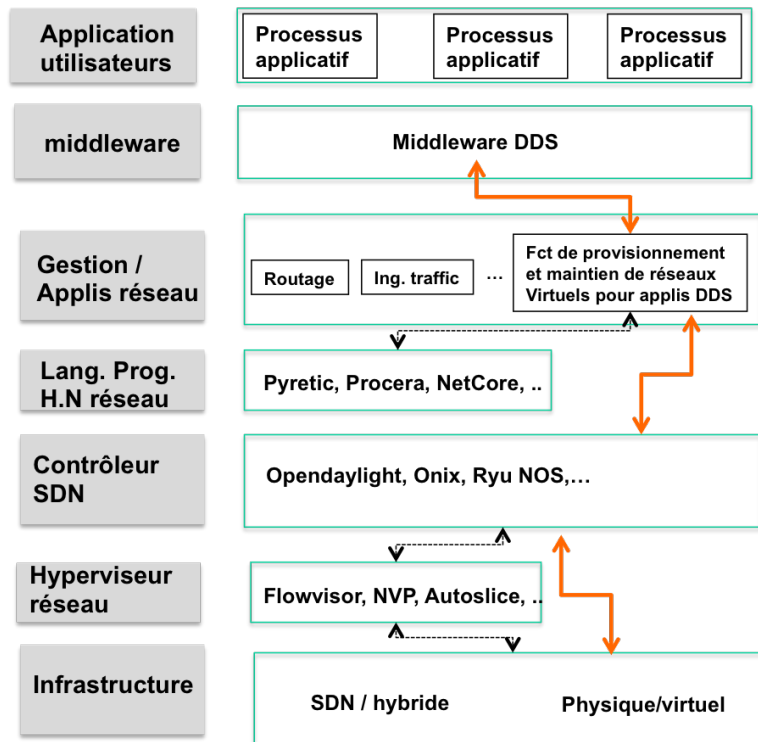 Application
utilisateurs
Processus
applicatif
Processus
applicatif
Processus
applicatif
middleware
Middleware DDS
Gestion /
Applis réseau
Routage
Ing. traffic
...
Fct de provisionnement
et maintien de réseaux
Virtuels pour applis DDS
Lang. Prog.
H.N réseau
Pyretic, Procera, NetCore, ..
Contrôleur
SDN
Opendaylight, Onix, Ryu NOS,...
Hyperviseur
réseau
Flowvisor, NVP, Autoslice, ..
Infrastructure
SDN / hybride
Physique/virtuel